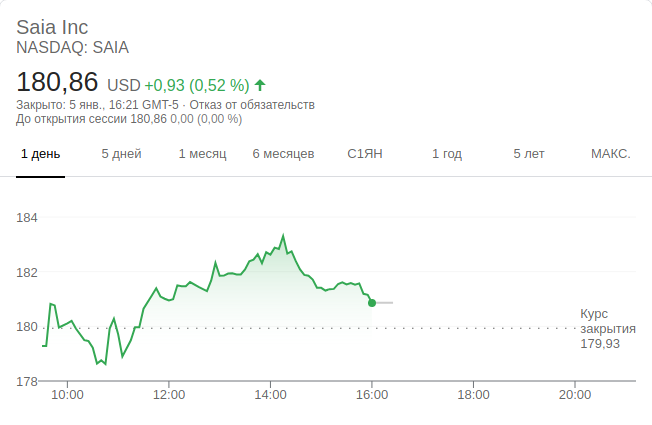 Saia Inc
NASDAQ: SAIA
180,86 USD +0,93 (0,52 %)
Закрыто: 5 янв., 16:21 GMT-5 · Отказ от обязательств
До открытия сессии 180,86 0,00 (0,00 %)
1 день 5 дней 1 месяц 6 месяцев С1ЯН 1 год 5 лет МАКС.
184
182
180
178
Курс
закрытия
179,93
10:00 12:00 14:00 16:00 18:00 20:00